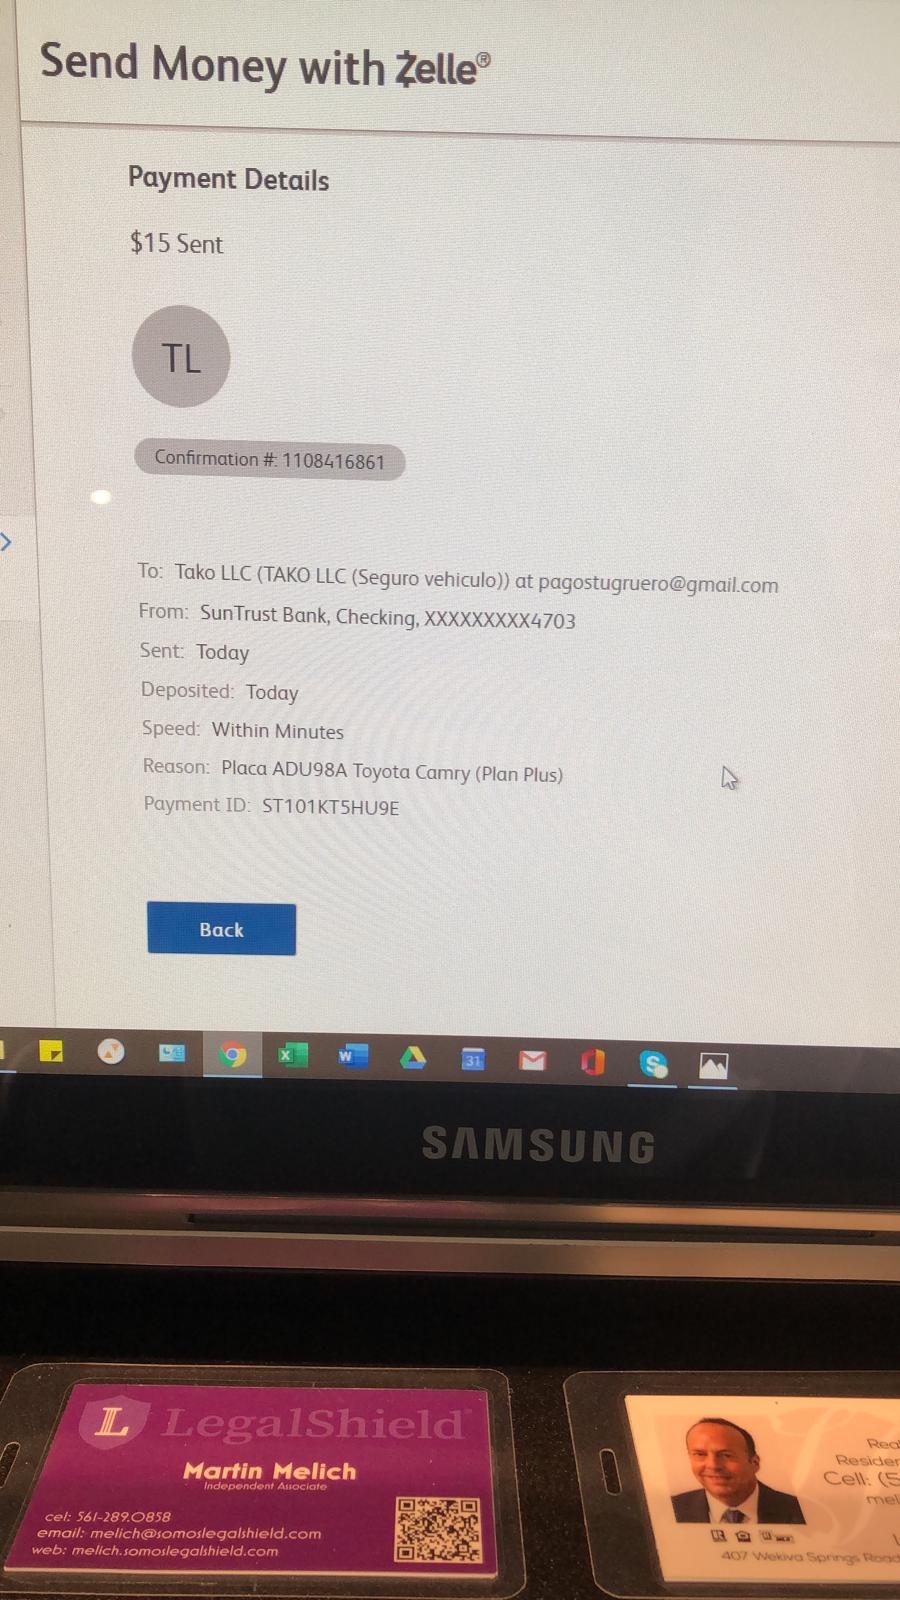 Send Money with Zelle®
Payment Details
$15 Sent
TL
Confirmation #: 1108416861
To: Tako LLC (TAKO LLC (Seguro vehiculo)) at pagostugruero@gmail.com
From: SunTrust Bank, Checking, XXXXXXXXX4703
Sent: Today
Deposited: Today
Speed: Within Minutes
Reason: Placa ADU98A Toyota Camry (Plan Plus)
Payment ID: ST101KT5HU9E
Back
31
SAMSUNG
L LegalShield
Martin Melich
Independent Associate
cel: 561-289.0858
email: melich@somoslegalshield.com
web: melich.somoslegalshield.com
Rea
Residen
Cell: (5
mel
407 Wekiva Springs Road